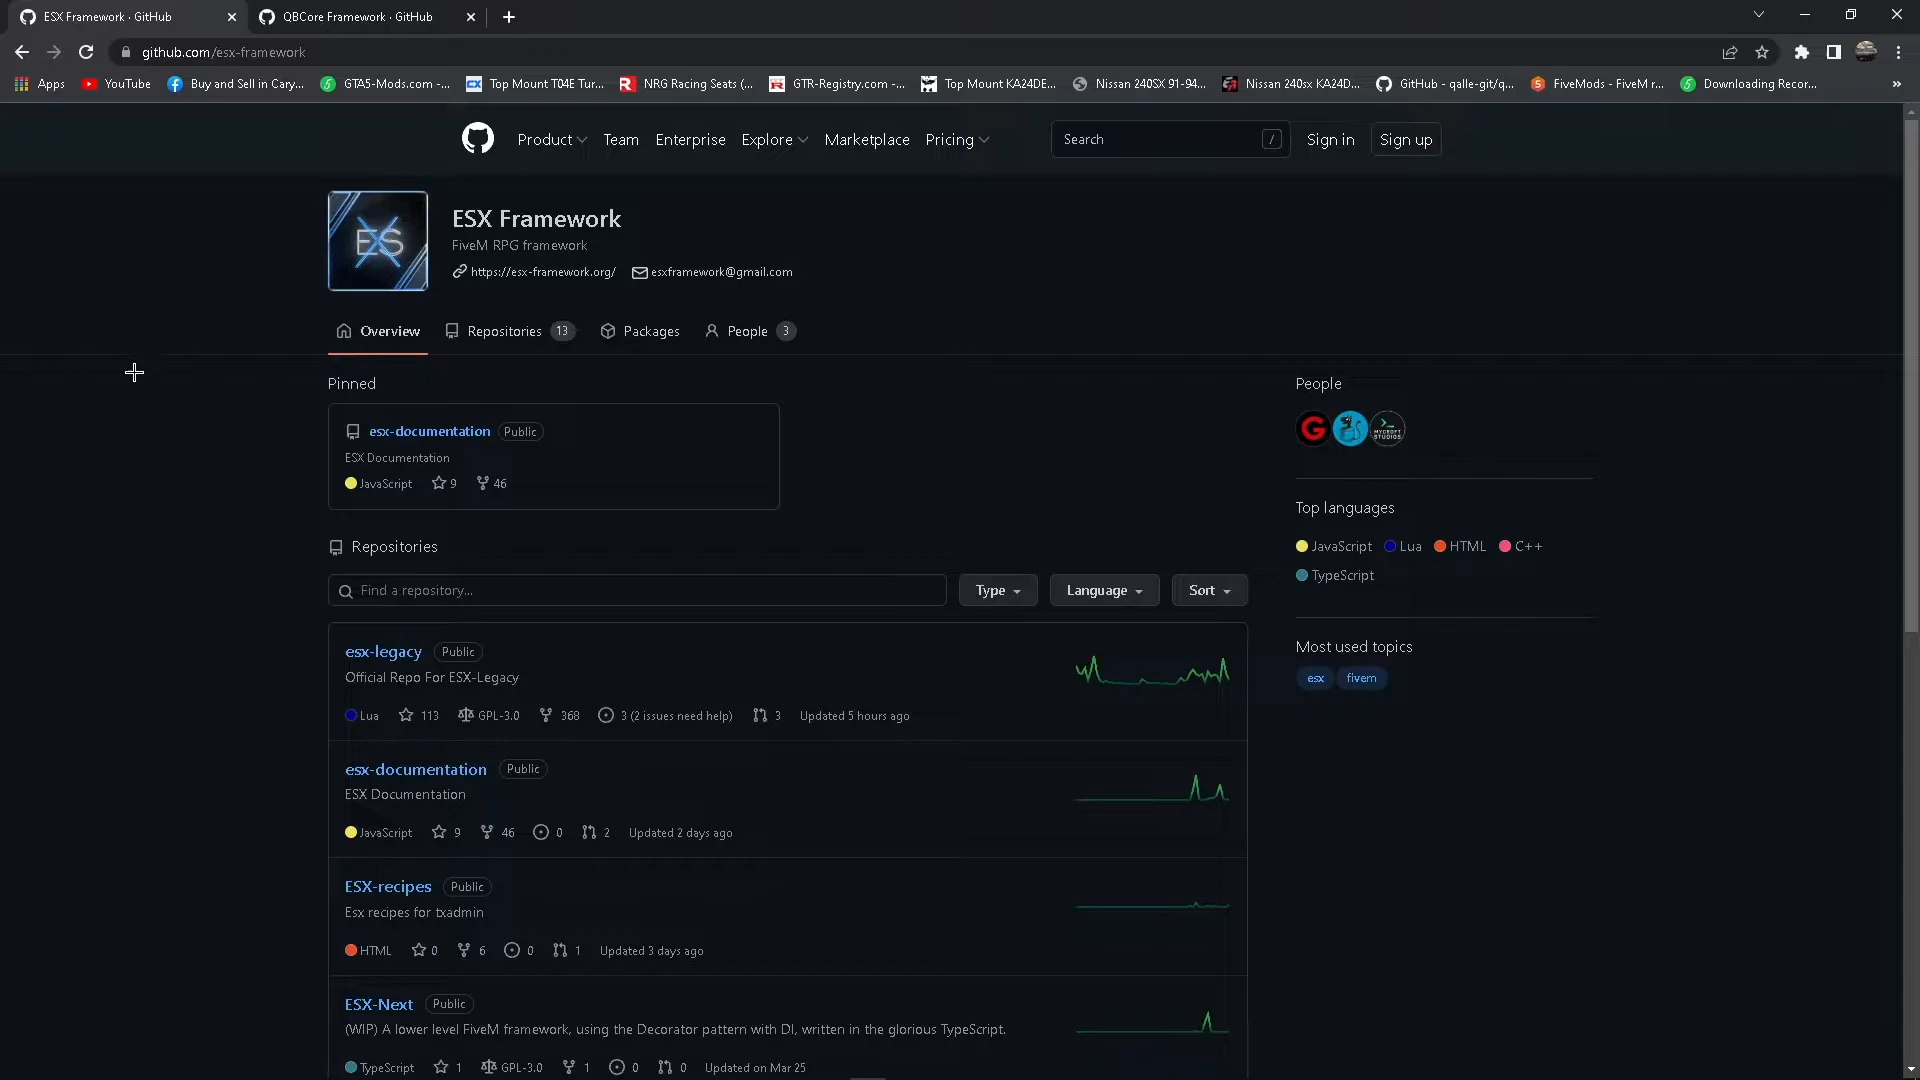 ESX Framework · GitHub
QBCore Framework · GitHub
github.com/esx-framework
Apps YouTube Buy and Sell in Cary... GTA5-Mods.com -... Top Mount T04E Tur... NRG Racing Seats (... GTR-Registry.com -... Top Mount KA24DE... Nissan 240SX 91-94... Nissan 240sx KA24D... GitHub - qalle-git/q... FiveMods - FiveM r... Downloading Recor... »
Product Team Enterprise Explore Marketplace Pricing Search / Sign in Sign up
ESX
ESX Framework
FiveM RPG framework
https://esx-framework.org/ esxframework@gmail.com
Overview Repositories 13 Packages People 3
Pinned
esx-documentation Public
ESX Documentation
JavaScript 9 46
People
G
MYCROFT STUDIOS
Top languages
JavaScript Lua HTML C++
TypeScript
Most used topics
esx fivem
Repositories
Find a repository... Type Language Sort
esx-legacy Public
Official Repo For ESX-Legacy
Lua 113 GPL-3.0 368 3 (2 issues need help) 3 Updated 5 hours ago
esx-documentation Public
ESX Documentation
JavaScript 9 46 0 2 Updated 2 days ago
ESX-recipes Public
Esx recipes for txadmin
HTML 0 6 0 1 Updated 3 days ago
ESX-Next Public
(WIP) A lower level FiveM framework, using the Decorator pattern with DI, written in the glorious TypeScript.
TypeScript 1 GPL-3.0 1 0 0 Updated on Mar 25